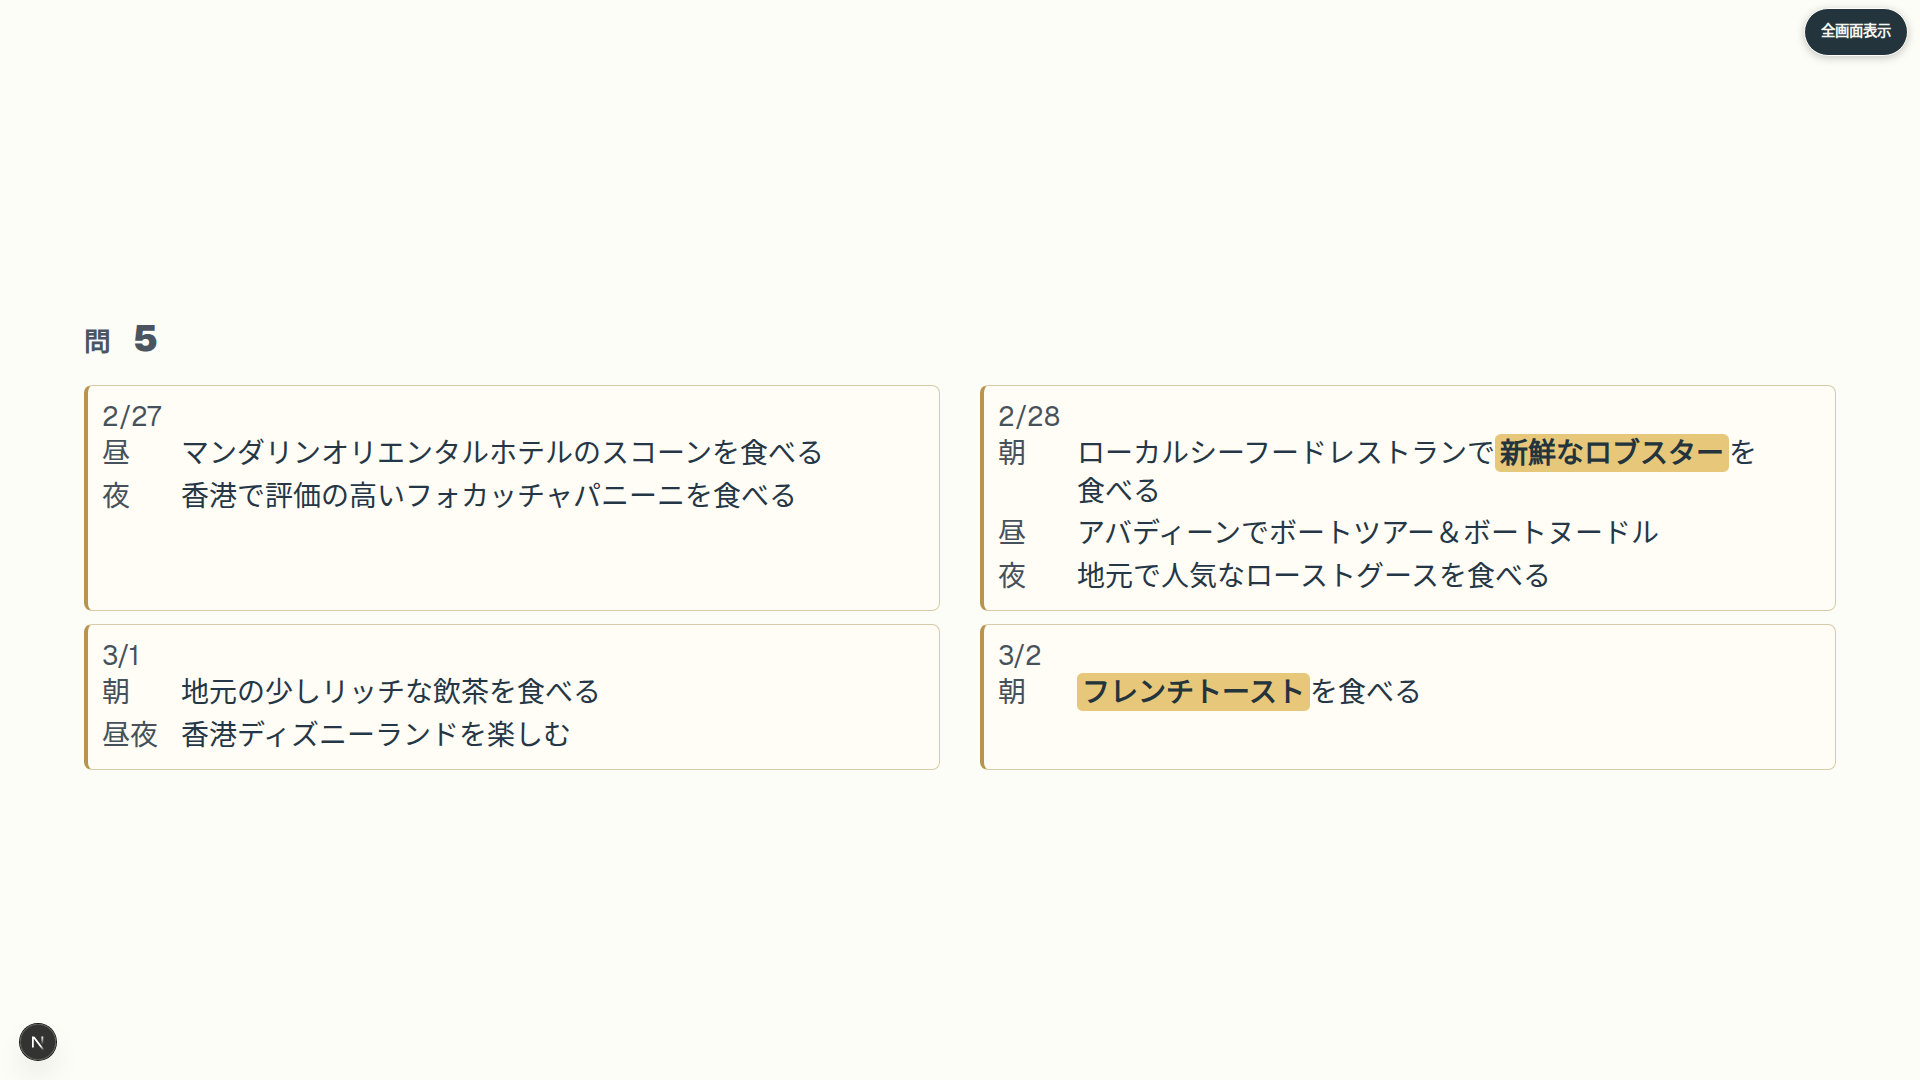 全画面表示
問 5
2/27
昼 マンダリンオリエンタルホテルのスコーンを食べる
夜 香港で評価の高いフォカッチャパニーニを食べる
2/28
朝 ローカルシーフードレストランで新鮮なロブスターを
食べる
昼 アバディーンでボートツアー＆ボートヌードル
夜 地元で人気なローストグースを食べる
3/1
朝 地元の少しリッチな飲茶を食べる
昼夜 香港ディズニーランドを楽しむ
3/2
朝 フレンチトーストを食べる
N